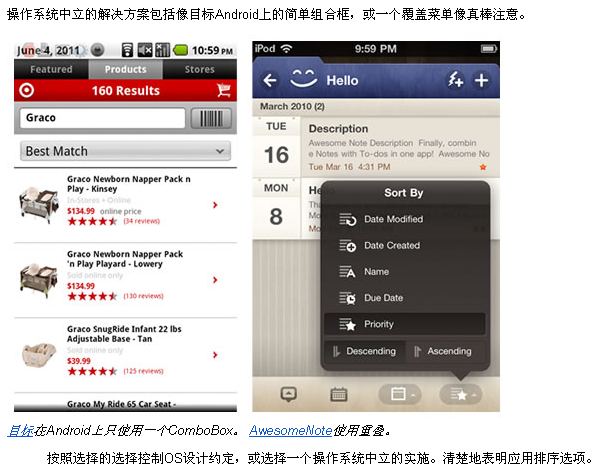 操作系统中立的解决方案包括像目标Android上的简单组合框，或一个覆盖菜单像真棒注意。
June 4, 2011 10:59 PM
Featured Products Stores
160 Results
Graco
Best Match
Graco Newborn Napper Pack n
Play - Kinsey
In-Stores + Online
$134.99 online price
(34 reviews)
Graco Newborn Napper Pack
'n Play Playard - Lowery
Sold online only
$134.99
(130 reviews)
Graco SnugRide Infant 22 lbs
Adjustable Base - Tan
Sold online only
$39.99
(125 reviews)
Graco My Ride 65 Car Seat -
iPod 9:59 PM
Hello
March 2010 (2)
TUE
16
Description
Awesome Note Description Finally, combin
e Notes with To-dos in one app! Awesome No
Tue Mar 16 4:31 PM
MON
8
Sort By
Date Modified
Date Created
Name
Due Date
Priority
Descending Ascending
目标在Android上只使用一个ComboBox。 AwesomeNote使用重叠。
按照选择的选择控制OS设计约定，或选择一个操作系统中立的实施。清楚地表明应用排序选项。